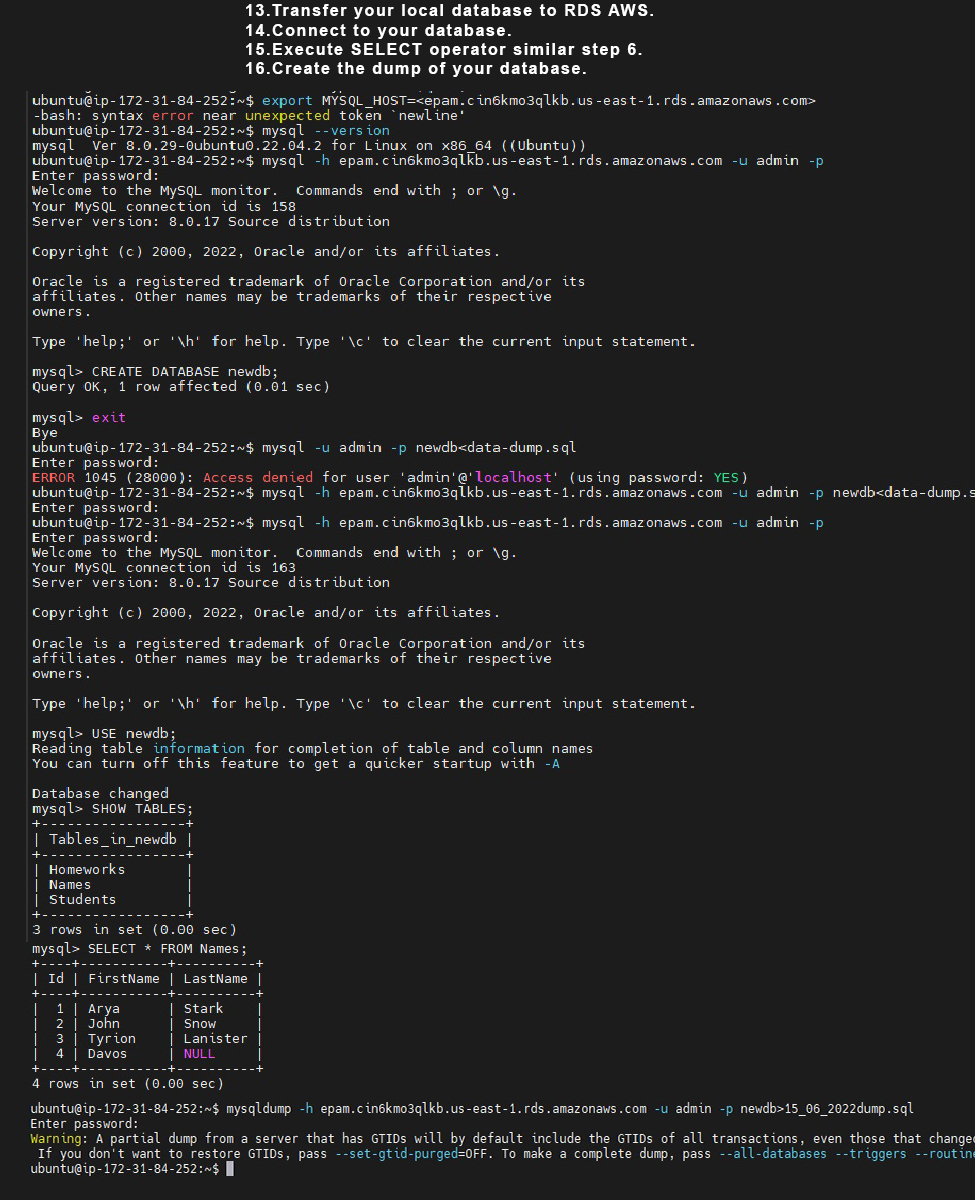 13.Transfer your local database to RDS AWS.
14.Connect to your database.
15.Execute SELECT operator similar step 6.
16.Create the dump of your database.
ubuntu@ip-172-31-84-252:~$ export MYSQL_HOST=<epam.cin6kmo3qlkb.us-east-1.rds.amazonaws.com>
-bash: syntax error near unexpected token `newline'
ubuntu@ip-172-31-84-252:~$ mysql --version
mysql  Ver 8.0.29-0ubuntu0.22.04.2 for Linux on x86_64 ((Ubuntu))
ubuntu@ip-172-31-84-252:~$ mysql -h epam.cin6kmo3qlkb.us-east-1.rds.amazonaws.com -u admin -p
Enter password:
Welcome to the MySQL monitor.  Commands end with ; or \g.
Your MySQL connection id is 158
Server version: 8.0.17 Source distribution
Copyright (c) 2000, 2022, Oracle and/or its affiliates.
Oracle is a registered trademark of Oracle Corporation and/or its
affiliates. Other names may be trademarks of their respective
owners.
Type 'help;' or '\h' for help. Type '\c' to clear the current input statement.
mysql> CREATE DATABASE newdb;
Query OK, 1 row affected (0.01 sec)
mysql> exit
Bye
ubuntu@ip-172-31-84-252:~$ mysql -u admin -p newdb<data-dump.sql
Enter password:
ERROR 1045 (28000): Access denied for user 'admin'@'localhost' (using password: YES)
ubuntu@ip-172-31-84-252:~$ mysql -h epam.cin6kmo3qlkb.us-east-1.rds.amazonaws.com -u admin -p newdb<data-dump.s
Enter password:
ubuntu@ip-172-31-84-252:~$ mysql -h epam.cin6kmo3qlkb.us-east-1.rds.amazonaws.com -u admin -p
Enter password:
Welcome to the MySQL monitor.  Commands end with ; or \g.
Your MySQL connection id is 163
Server version: 8.0.17 Source distribution
Copyright (c) 2000, 2022, Oracle and/or its affiliates.
Oracle is a registered trademark of Oracle Corporation and/or its
affiliates. Other names may be trademarks of their respective
owners.
Type 'help;' or '\h' for help. Type '\c' to clear the current input statement.
mysql> USE newdb;
Reading table information for completion of table and column names
You can turn off this feature to get a quicker startup with -A
Database changed
mysql> SHOW TABLES;
+-----------------+
| Tables_in_newdb |
+-----------------+
| Homeworks       |
| Names           |
| Students        |
+-----------------+
3 rows in set (0.00 sec)
mysql> SELECT * FROM Names;
+----+-----------+----------+
| Id | FirstName | LastName |
+----+-----------+----------+
|  1 | Arya      | Stark    |
|  2 | John      | Snow     |
|  3 | Tyrion    | Lanister |
|  4 | Davos     | NULL     |
+----+-----------+----------+
4 rows in set (0.00 sec)
ubuntu@ip-172-31-84-252:~$ mysqldump -h epam.cin6kmo3qlkb.us-east-1.rds.amazonaws.com -u admin -p newdb>15_06_2022dump.sql
Enter password:
Warning: A partial dump from a server that has GTIDs will by default include the GTIDs of all transactions, even those that change
If you don't want to restore GTIDs, pass --set-gtid-purged=OFF. To make a complete dump, pass --all-databases --triggers --routine
ubuntu@ip-172-31-84-252:~$